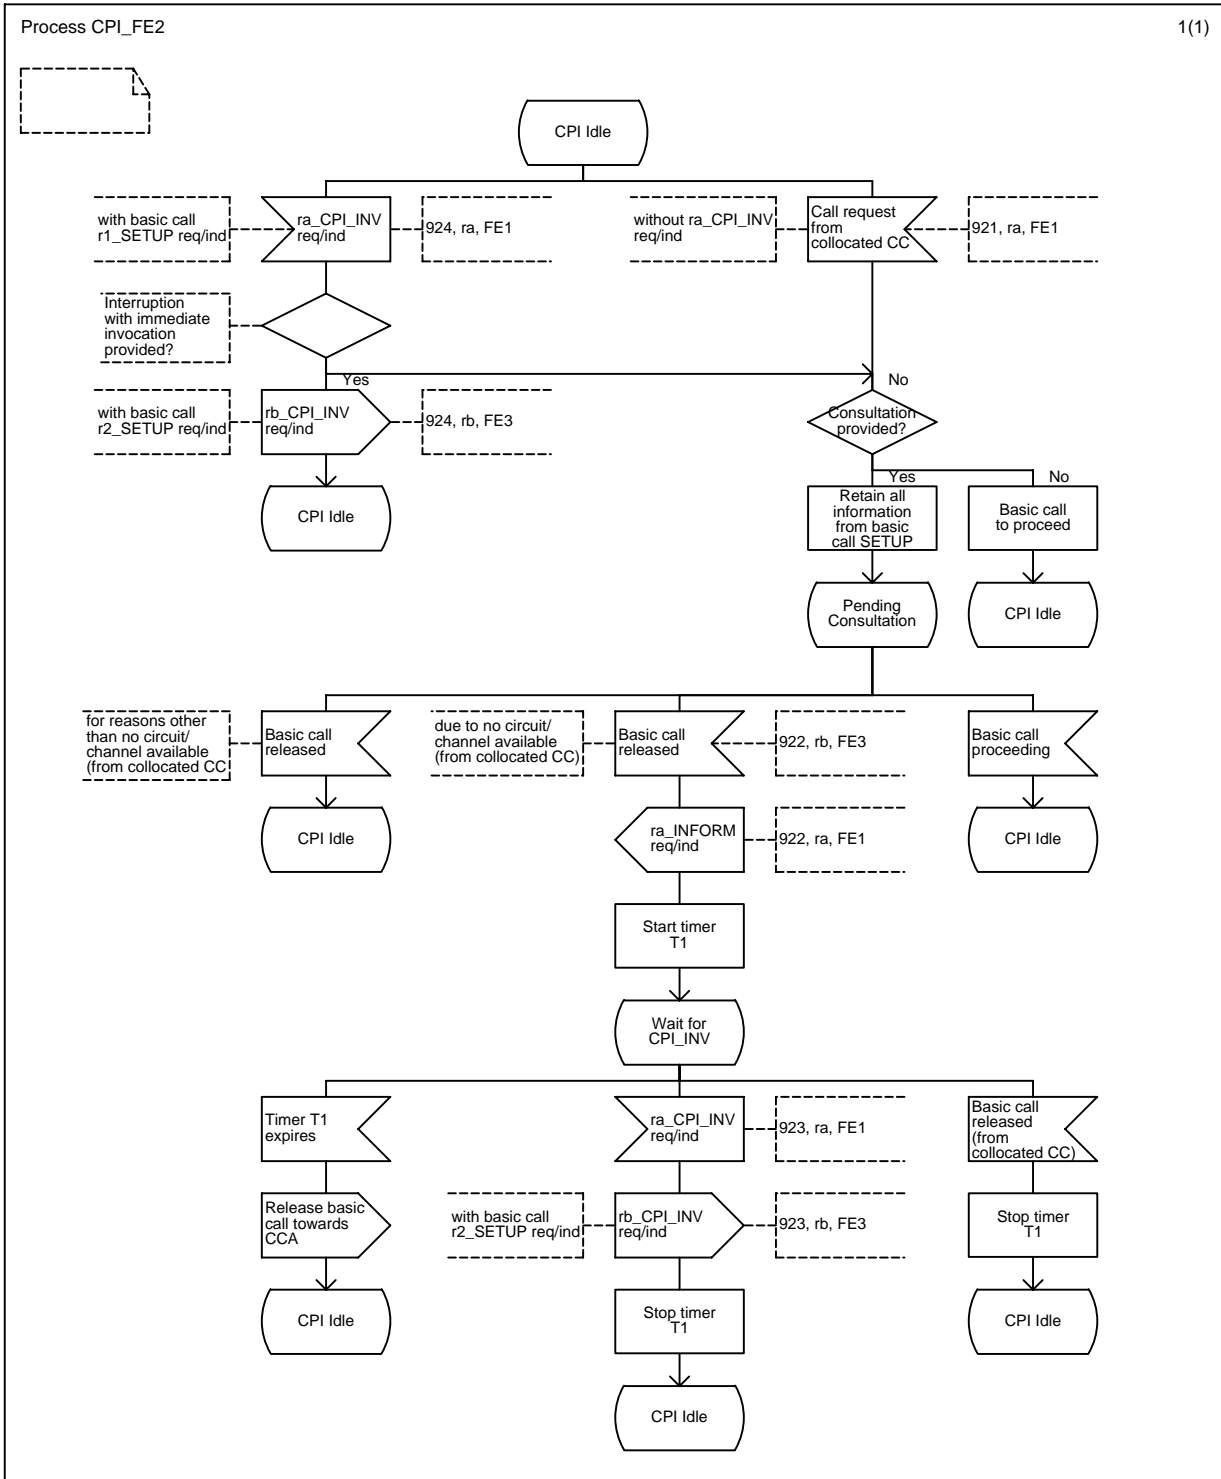 Process CPI_FE2
1(1)
CPI Idle
with basic call
r1_SETUP req/ind
ra_CPI_INV
req/ind
924, ra, FE1
without ra_CPI_INV
req/ind
Call request
from
collocated CC
921, ra, FE1
Interruption
with immediate
invocation
provided?
Yes
No
with basic call
r2_SETUP req/ind
rb_CPI_INV
req/ind
924, rb, FE3
Consultation
provided?
Yes
No
CPI Idle
Retain all
information
from basic
call SETUP
Basic call
to proceed
Pending
Consultation
CPI Idle
for reasons other
than no circuit/
channel available
(from collocated CC
Basic call
released
due to no circuit/
channel available
(from collocated CC)
Basic call
released
922, rb, FE3
Basic call
proceeding
CPI Idle
ra_INFORM
req/ind
922, ra, FE1
CPI Idle
Start timer
T1
Wait for
CPI_INV
Timer T1
expires
ra_CPI_INV
req/ind
923, ra, FE1
Basic call
released
(from
collocated CC)
Release basic
call towards
CCA
with basic call
r2_SETUP req/ind
rb_CPI_INV
req/ind
923, rb, FE3
Stop timer
T1
CPI Idle
Stop timer
T1
CPI Idle
CPI Idle